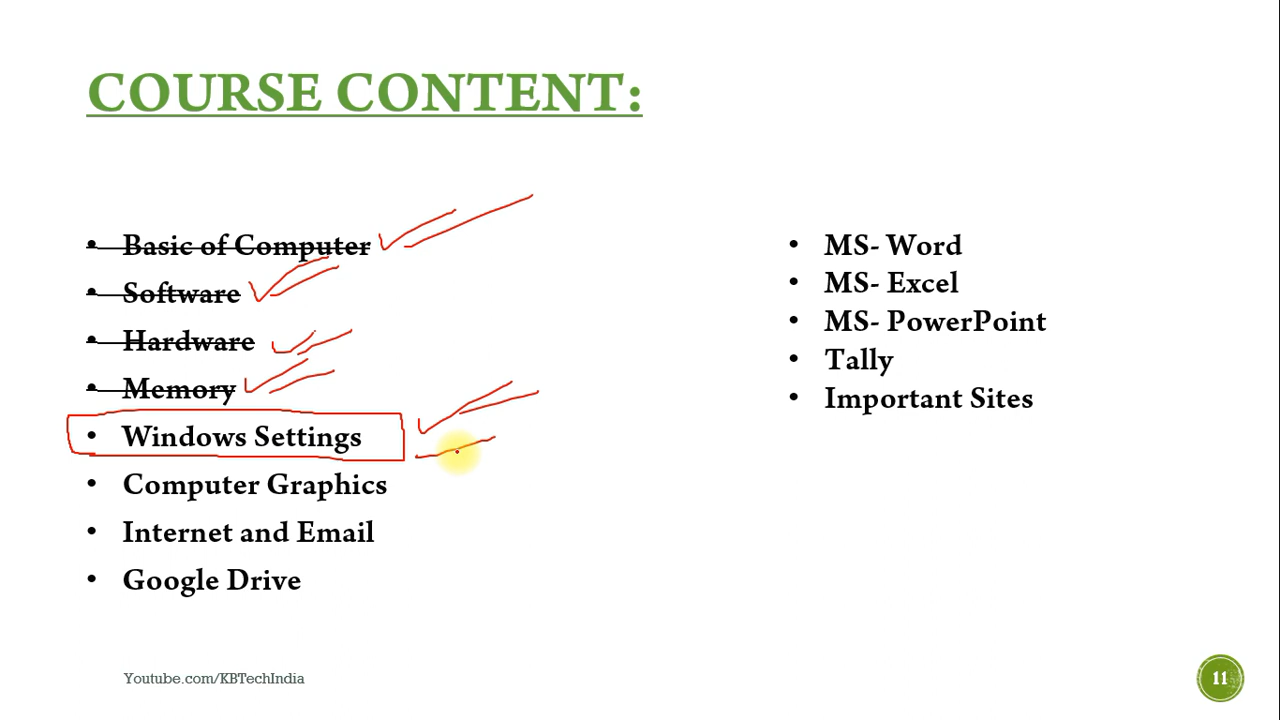 COURSE CONTENT:
• Basic of Computer
• Software
• Hardware
• Memory
• Windows Settings
• Computer Graphics
• Internet and Email
• Google Drive
• MS- Word
• MS- Excel
• MS- PowerPoint
• Tally
• Important Sites
Youtube.com/KBTechIndia
11